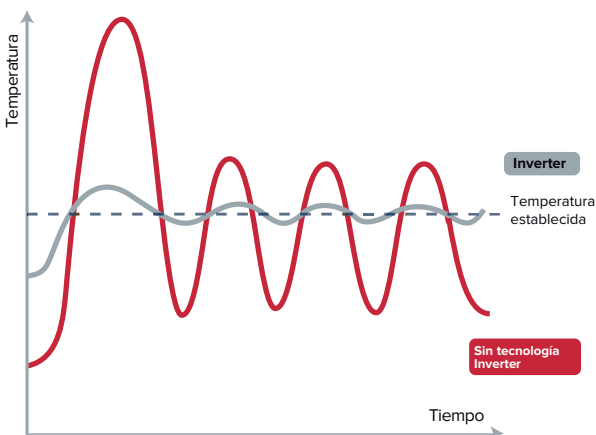 Temperatura
Inverter
Temperatura
establecida
Sin tecnología
Inverter
Tiempo